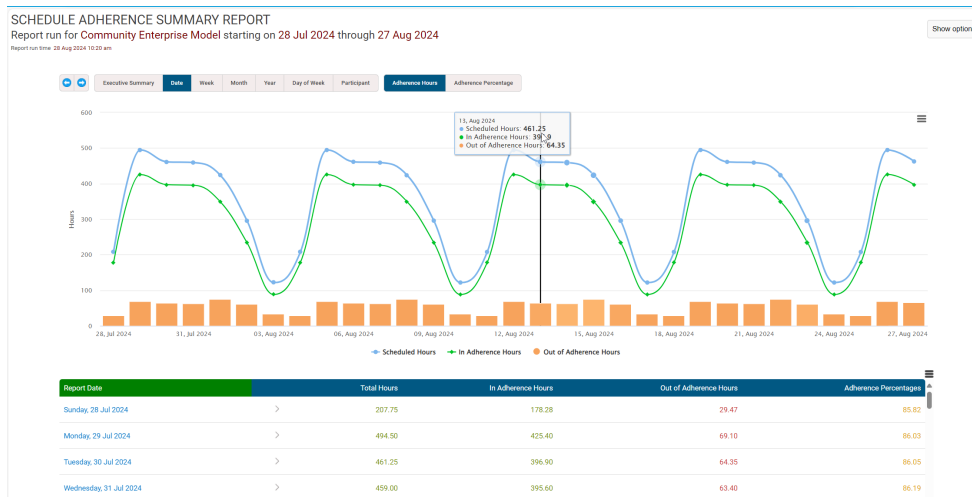 SCHEDULE ADHERENCE SUMMARY REPORT
Report run for Community Enterprise Model starting on 28 Jul 2024 through 27 Aug 2024
Report run time 28 Aug 2024 10:20 am
Show option
Executive Summary Date Week Month Year Day of Week Participant Adherence Hours Adherence Percentage
13, Aug 2024
Scheduled Hours: 461.25
In Adherence Hours:
Out of Adherence Hours: 64.35
Hours
600
500
400
300
200
100
0
28, Jul 2024 31, Jul 2024 03, Aug 2024 06, Aug 2024 09, Aug 2024 12, Aug 2024 15, Aug 2024 18, Aug 2024 21, Aug 2024 24, Aug 2024 27, Aug 2024
Scheduled Hours In Adherence Hours Out of Adherence Hours
Report Date Total Hours In Adherence Hours Out of Adherence Hours Adherence Percentages
Sunday, 28 Jul 2024 207.75 178.28 29.47 85.82
Monday, 29 Jul 2024 494.50 425.40 69.10 86.03
Tuesday, 30 Jul 2024 461.25 396.90 64.35 86.05
Wednesday, 31 Jul 2024 459.00 395.60 63.40 86.19